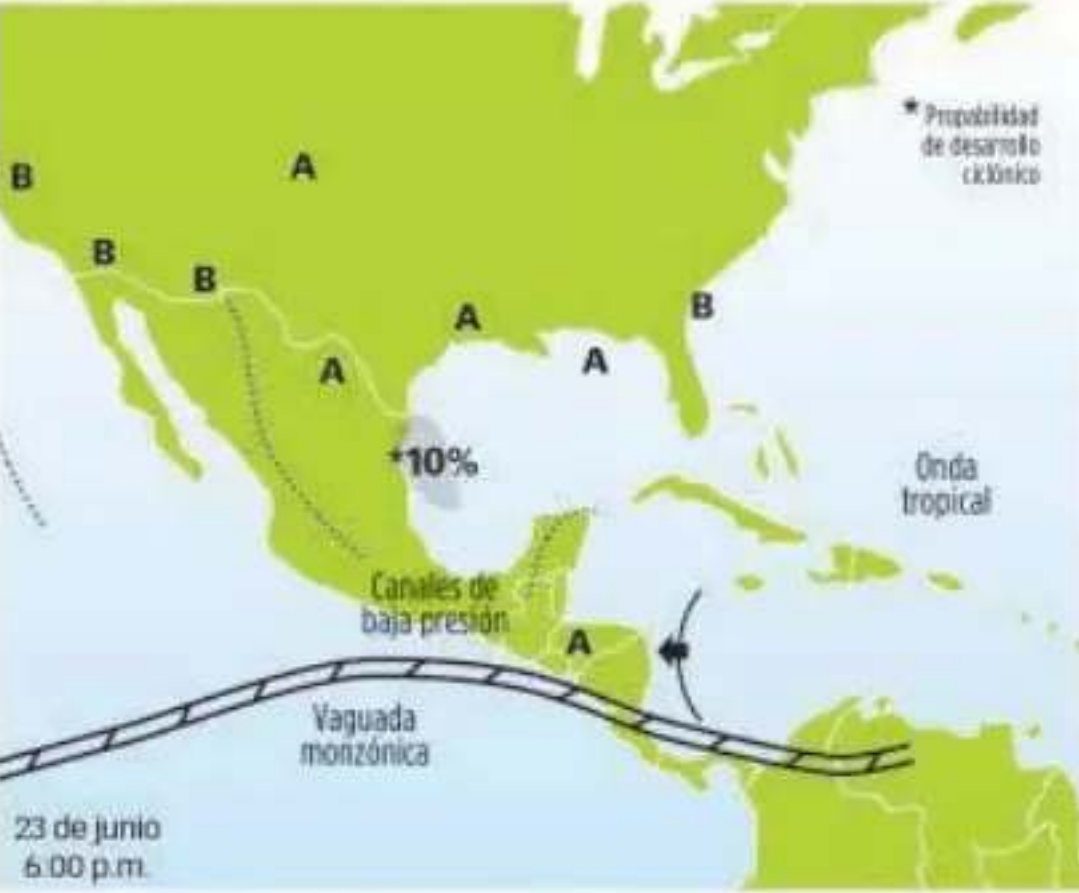 * Propabilidad
de desarrollo
ciclónico
B
A
B
B
A
B
A
A
*10%
Onda
tropical
Canales de
baja presión
A
Vaguada
monzónica
23 de junio
6:00 p.m.